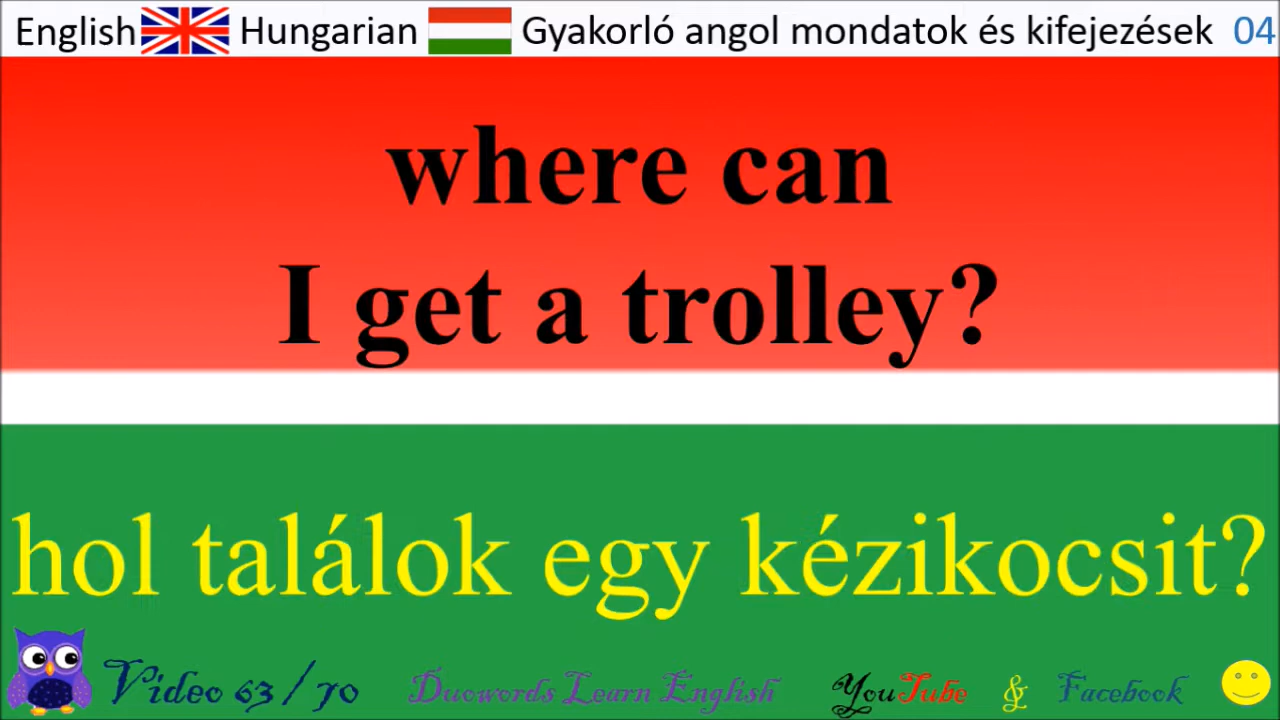 English Hungarian Gyakorló angol mondatok és kifejezések 04
where can
I get a trolley?
hol találok egy kézikocsit?
Video 63/70 Duowords Learn English YouTube & Facebook